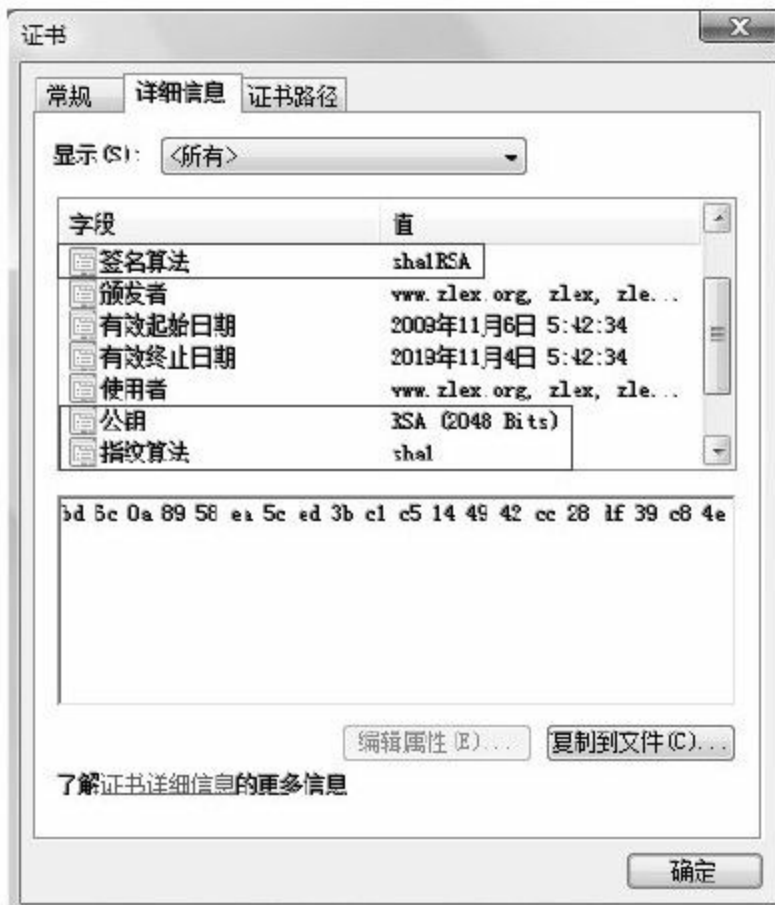 证书
常规 详细信息 证书路径
显示(S): <所有>
字段 值
签名算法 sha1RSA
颁发者 www.zlex.org, zlex, zle...
有效起始日期 2009年11月6日 5:42:34
有效终止日期 2019年11月4日 5:42:34
使用者 www.zlex.org, zlex, zle...
公钥 RSA (2048 Bits)
指纹算法 sha1
0a 89 58 ea 5c ed 3b c1 c5 14 49 42 cc 28 39 c8 4e
编辑属性(E)... 复制到文件(C)...
了解证书详细信息的更多信息
确定